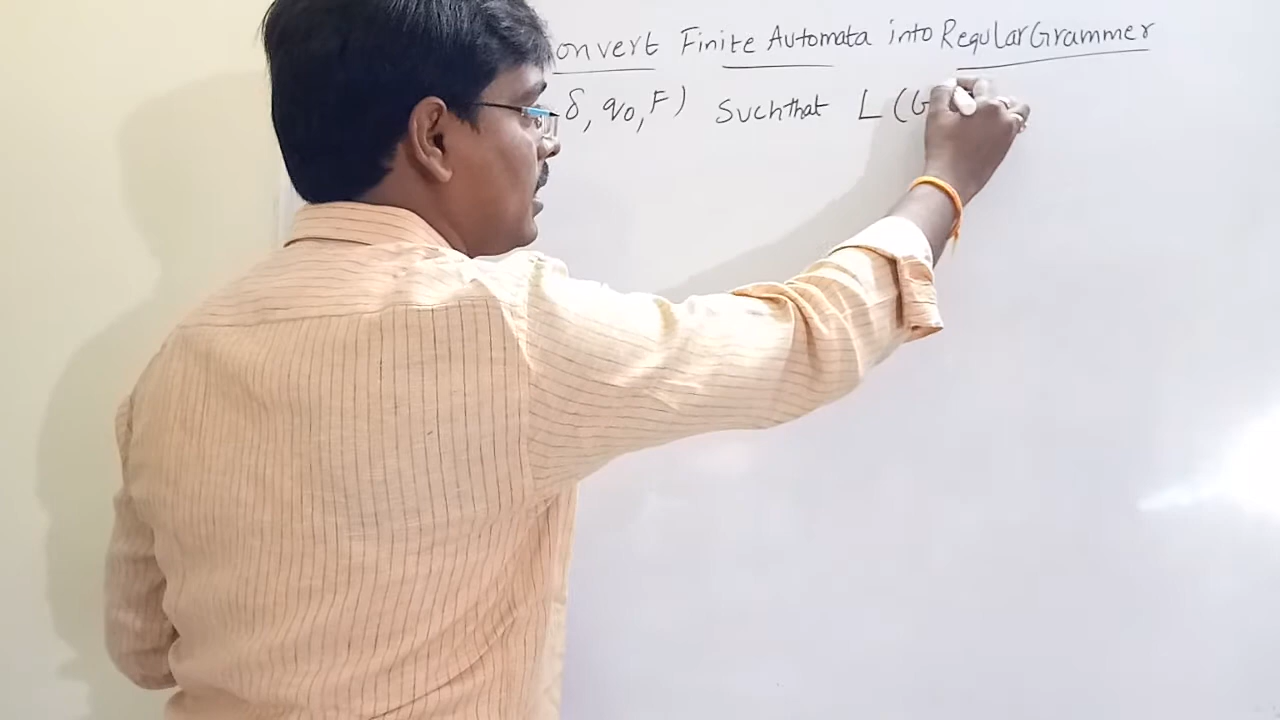 onvert Finite Automata into Regular Grammer
δ, q0, F) Such that L (G